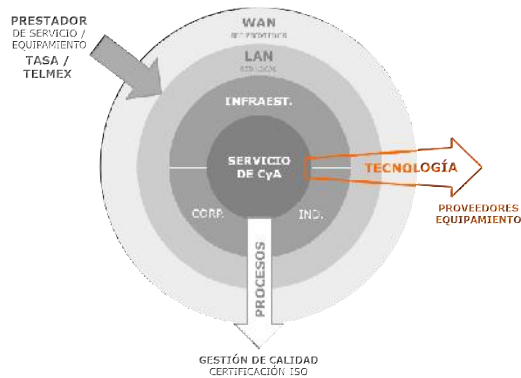 PRESTADOR
DE SERVICIO /
EQUIPAMIENTO
TASA /
TELMEX
WAN
LAN
INFRAEST.
SERVICIO
DE CyA
TECNOLOGÍA
CORP.
IND.
PROVEEDORES
EQUIPAMIENTO
PROCESOS
GESTIÓN DE CALIDAD
CERTIFICACIÓN ISO